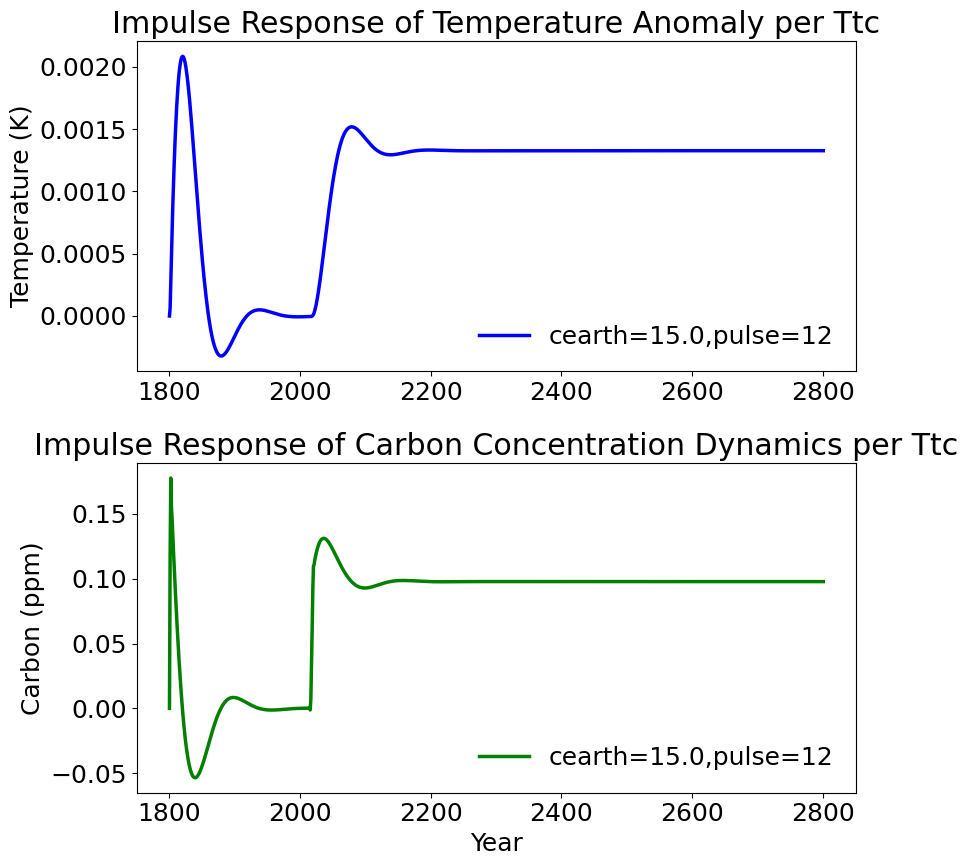 Impulse Response of Temperature Anomaly per Ttc
Temperature (K)
0.0020
0.0015
0.0010
0.0005
0.0000
cearth=15.0,pulse=12
1800 2000 2200 2400 2600 2800
Impulse Response of Carbon Concentration Dynamics per Ttc
Carbon (ppm)
0.15
0.10
0.05
0.00
−0.05
cearth=15.0,pulse=12
1800 2000 2200 2400 2600 2800
Year